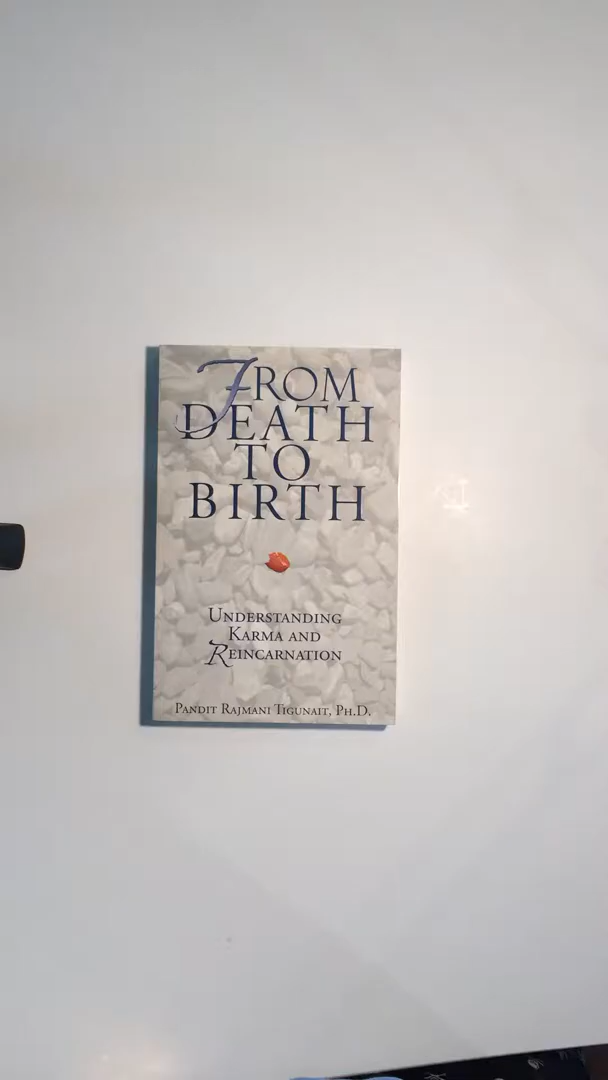 FROM
DEATH
TO
BIRTH
UNDERSTANDING
KARMA AND
REINCARNATION
PANDIT RAJMANI TIGUNAIT, PH.D.